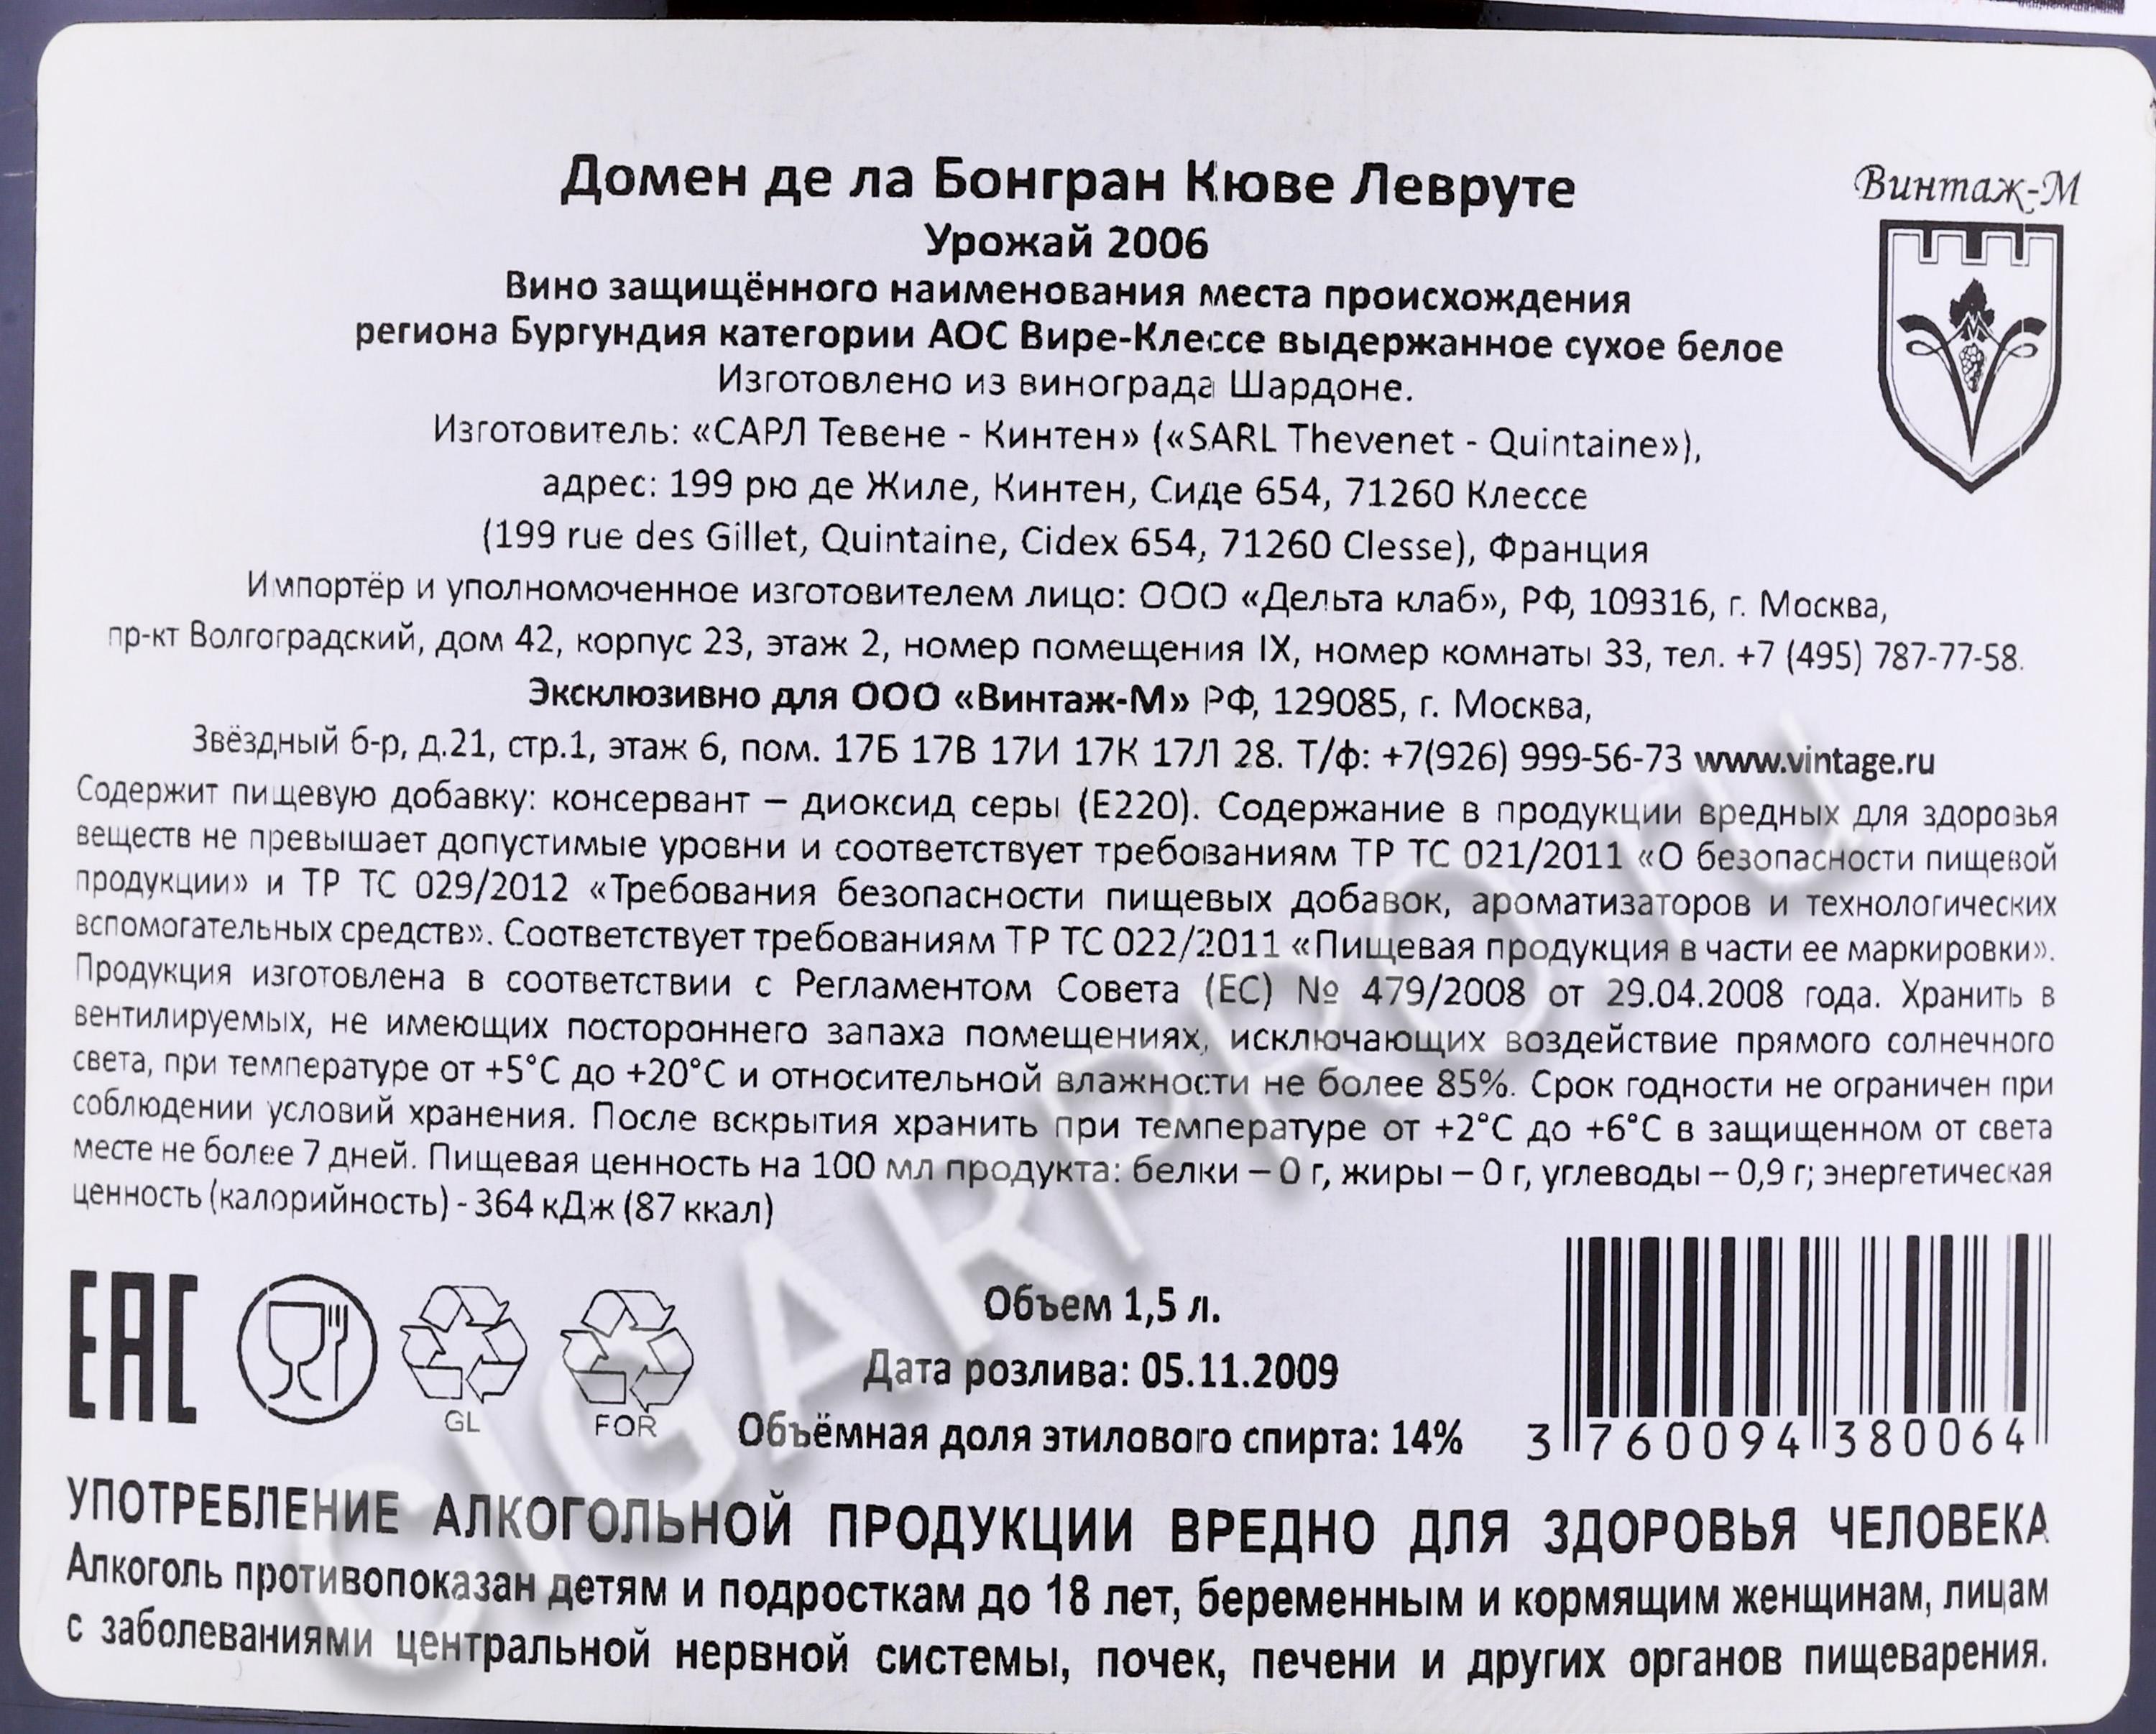 Домен де ла Бонгран Кюве Левруте
Винтаж-М
Урожай 2006
Вино защищённого наименования места происхождения
региона Бургундия категории АОС Вире-Клессе выдержанное сухое белое
Изготовлено из винограда Шардоне.
Изготовитель: «САРЛ Тевене - Кинтен» («SARL Thevenet - Quintaine»),
адрес: 199 рю де Жиле, Кинтен, Сиде 654, 71260 Клессе
(199 rue des Gillet, Quintaine, Cidex 654, 71260 Clesse), Франция
Импортёр и уполномоченное изготовителем лицо: ООО «Дельта клаб», РФ, 109316, г. Москва,
пр-кт Волгоградский, дом 42, корпус 23, этаж 2, номер помещения IX, номер комнаты 33, тел. +7 (495) 787-77-58.
Эксклюзивно для ООО «Винтаж-М» РФ, 129085, г. Москва,
Звёздный б-р, д.21, стр.1, этаж 6, пом. 17Б 17В 17И 17К 17Л 28. Т/ф: +7(926) 999-56-73 www.vintage.ru
Содержит пищевую добавку: консервант – диоксид серы (Е220). Содержание в продукции вредных для здоровья
веществ не превышает допустимые уровни и соответствует требованиям ТР ТС 021/2011 «О безопасности пищевой
продукции» и ТР ТС 029/2012 «Требования безопасности пищевых добавок, ароматизаторов и технологических
вспомогательных средств». Соответствует требованиям ТР ТС 022/2011 «Пищевая продукция в части ее маркировки».
Продукция изготовлена в соответствии с Регламентом Совета (ЕС) № 479/2008 от 29.04.2008 года. Хранить в
вентилируемых, не имеющих постороннего запаха помещениях, исключающих воздействие прямого солнечного
света, при температуре от +5°С до +20°С и относительной влажности не более 85%. Срок годности не ограничен при
соблюдении условий хранения. После вскрытия хранить при температуре от +2°С до +6°С в защищенном от света
месте не более 7 дней. Пищевая ценность на 100 мл продукта: белки – 0 г, жиры – 0 г, углеводы – 0,9 г; энергетическая
ценность (калорийность) - 364 кДж (87 ккал)
EAC
GL
FOR
Объем 1,5 л.
Дата розлива: 05.11.2009
Объёмная доля этилового спирта: 14%
3 760094 380064
УПОТРЕБЛЕНИЕ АЛКОГОЛЬНОЙ ПРОДУКЦИИ ВРЕДНО ДЛЯ ЗДОРОВЬЯ ЧЕЛОВЕКА
Алкоголь противопоказан детям и подросткам до 18 лет, беременным и кормящим женщинам, лицам
с заболеваниями центральной нервной системы, почек, печени и других органов пищеварения.
CIGARPRO.ru